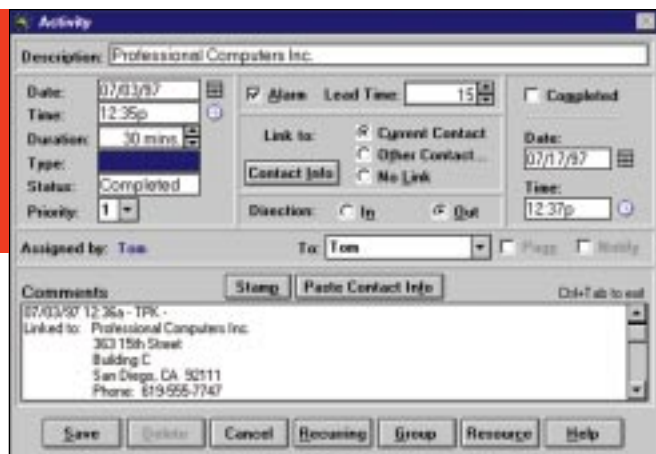 Activity
Description: Professional Computers Inc.
Date: 07/03/97
Time: 12:35p
Duration: 30 mins.
Type:
Status: Completed
Priority: 1
Alarm Lead Time: 15
Link to: Current Contact
Other Contact...
No Link
Contact Info
Direction: In Out
Completed
Date:
07/17/97
Time:
12:37p
Assigned by: Tom To: Tom Page Notify
Comments Stamp Paste Contact Info Ctrl+Tab to exit
07/03/97 12:36a - TPK -
Linked to: Professional Computers Inc.
363 15th Street
Building C
San Diego, CA 92111
Phone: 619-555-7747
Save Delete Cancel Recurring Group Resource Help